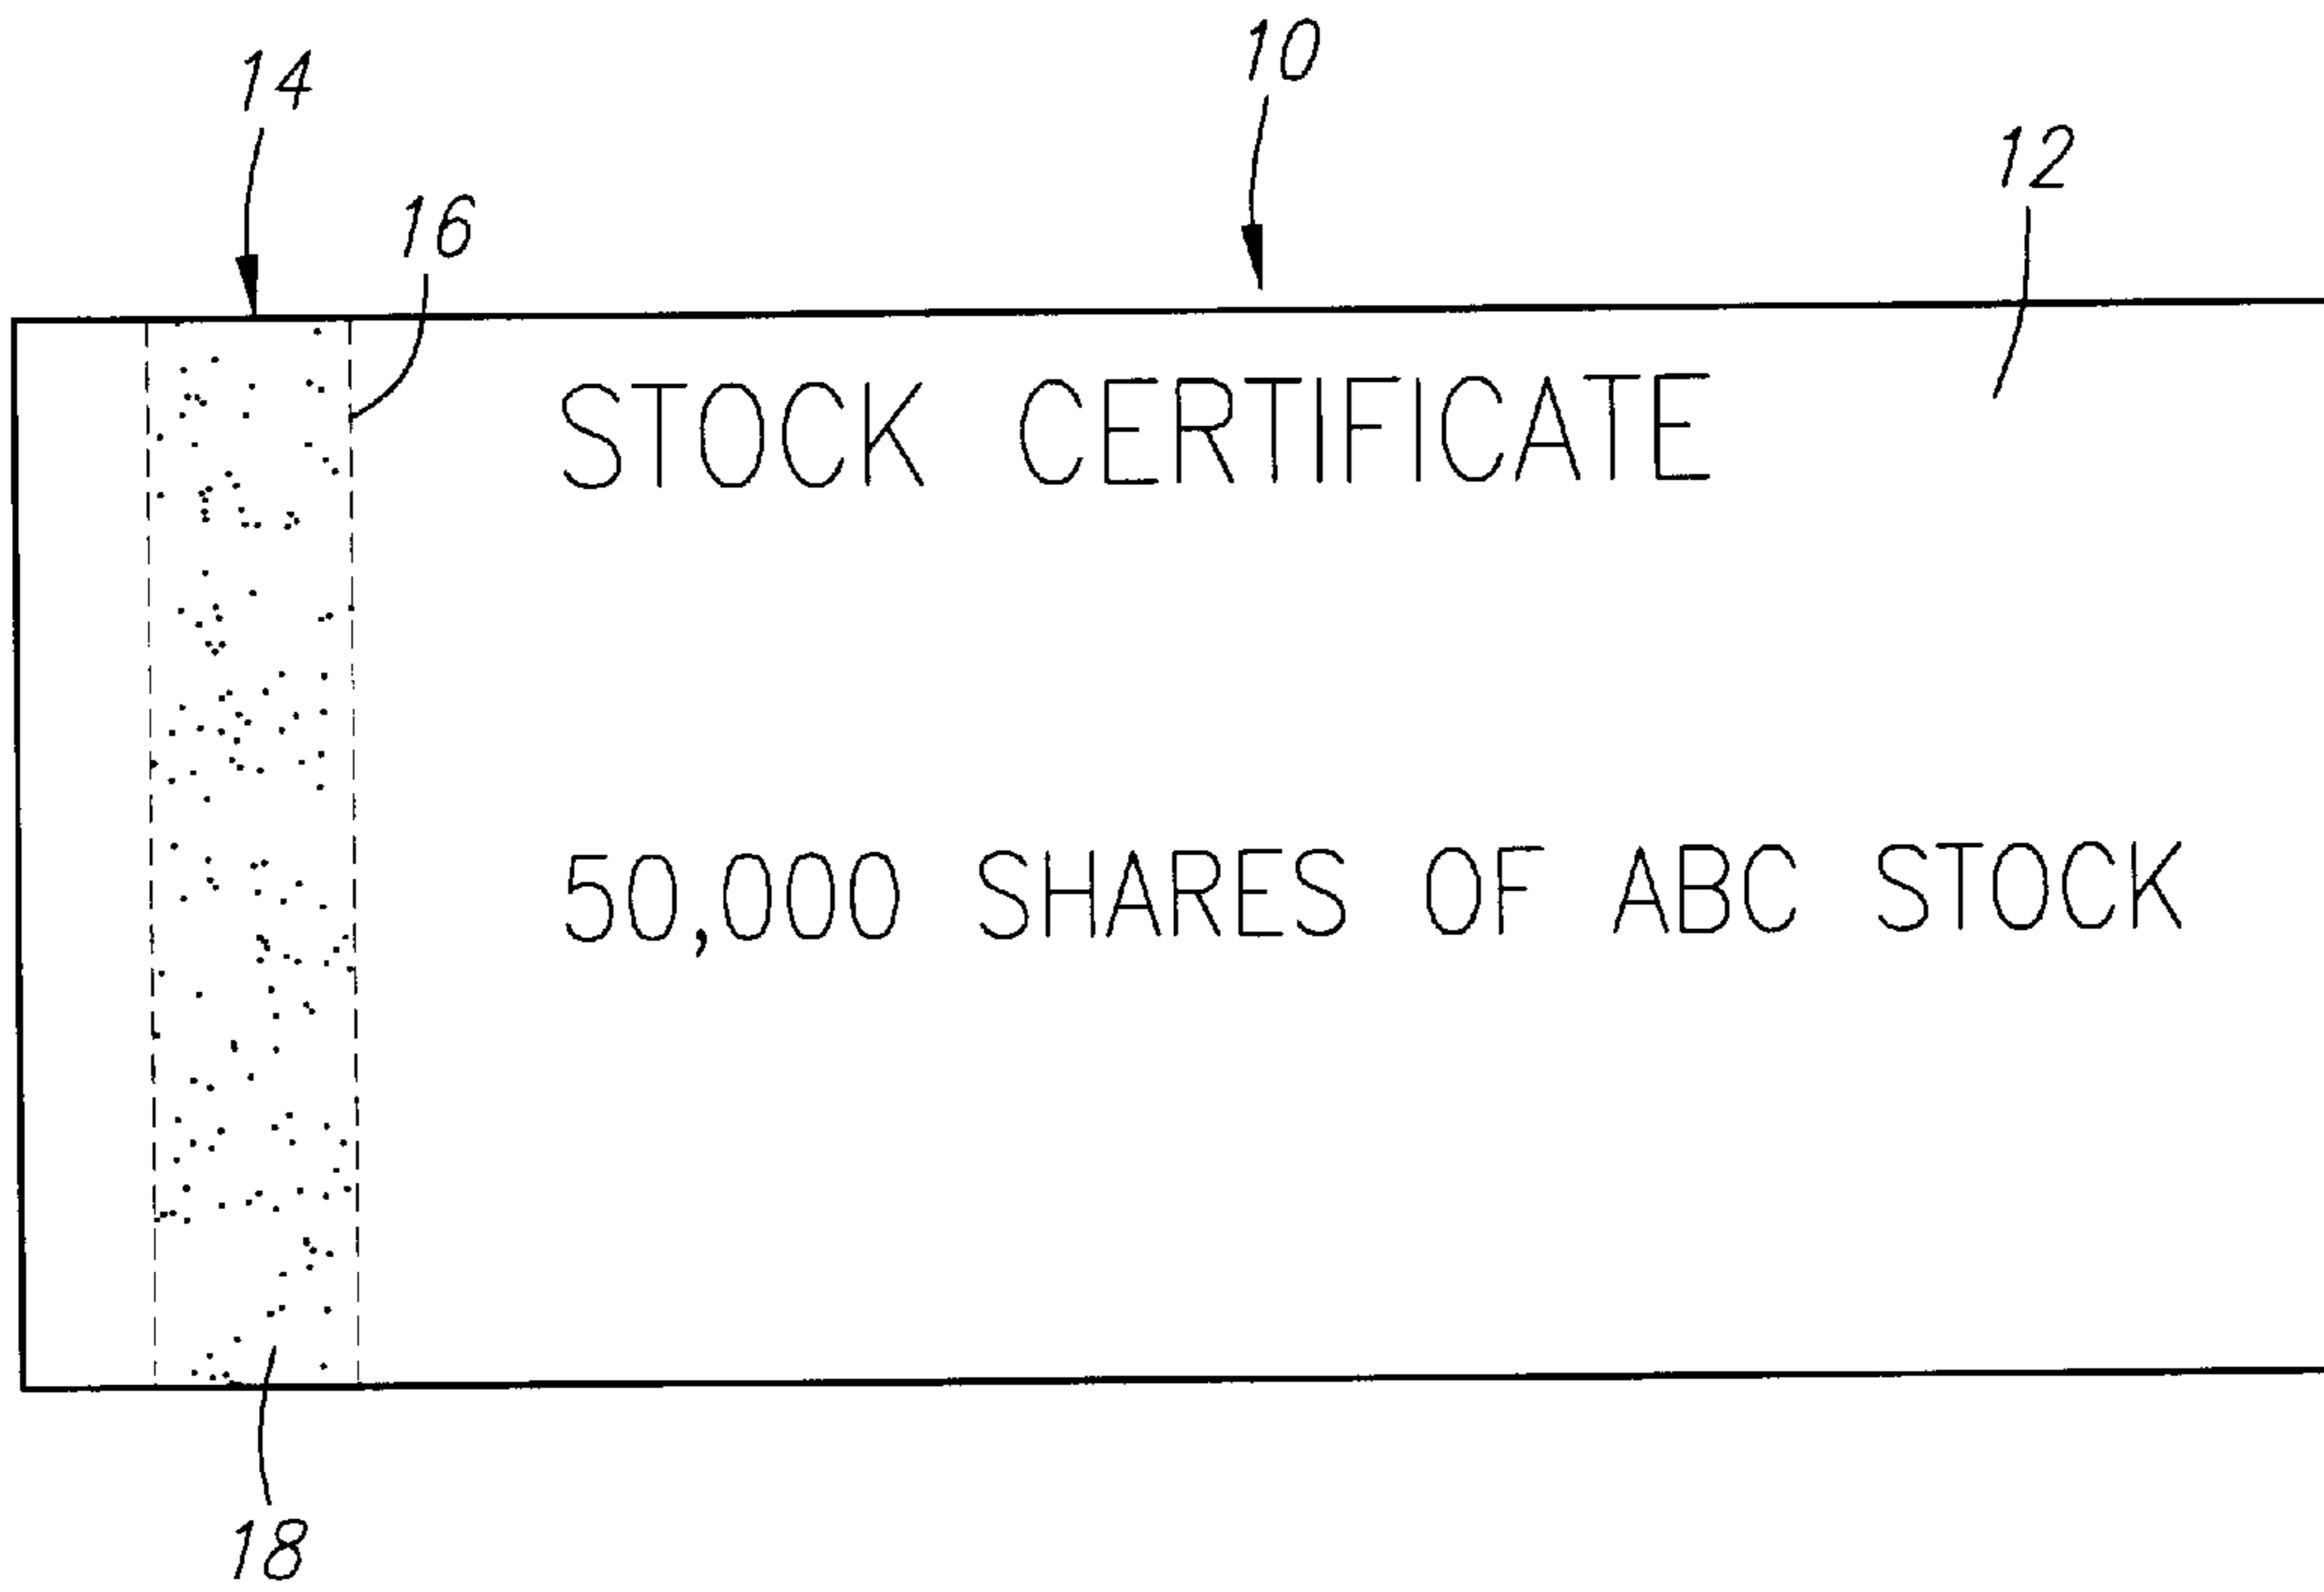 10
14
12
16
STOCK CERTIFICATE
50,000 SHARES OF ABC STOCK
18